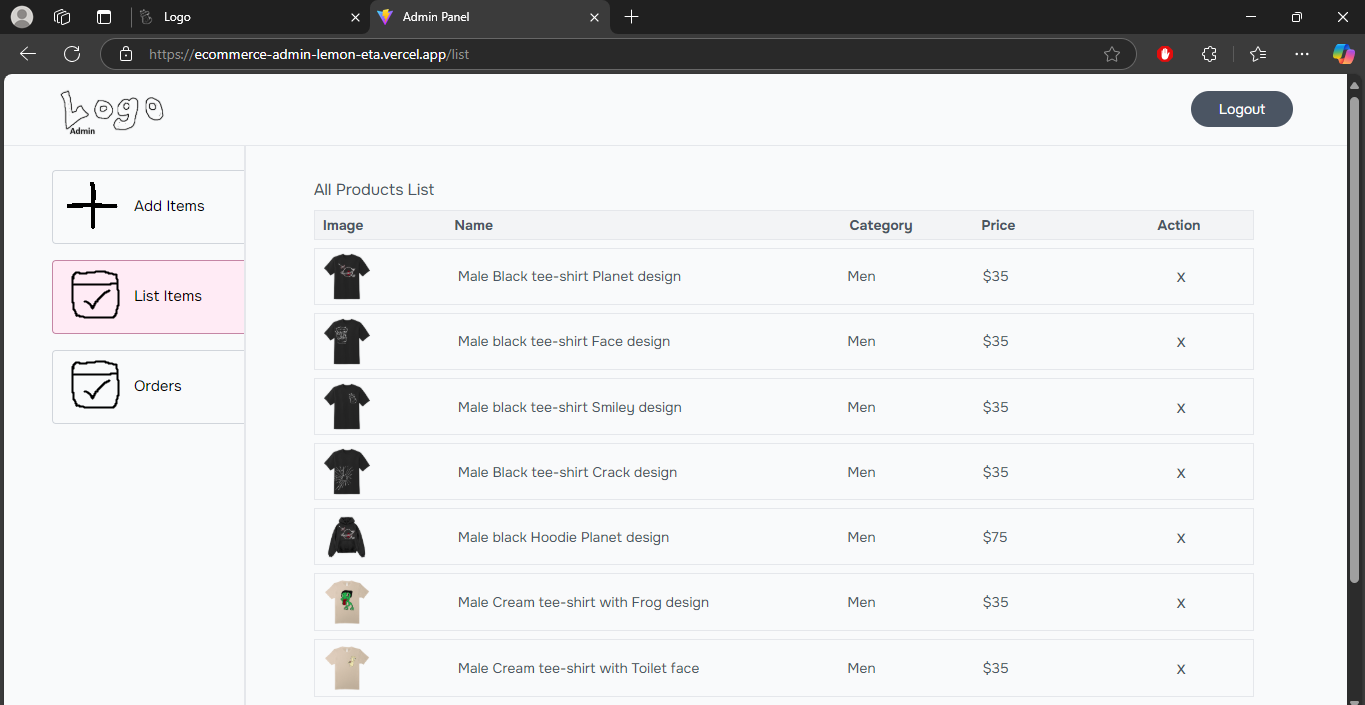 Logo
Admin Panel
https://ecommerce-admin-lemon-eta.vercel.app/list
Logo
Admin
Logout
Add Items
List Items
Orders
All Products List
Image Name Category Price Action
Male Black tee-shirt Planet design Men $35 X
Male black tee-shirt Face design Men $35 X
Male black tee-shirt Smiley design Men $35 X
Male Black tee-shirt Crack design Men $35 X
Male black Hoodie Planet design Men $75 X
Male Cream tee-shirt with Frog design Men $35 X
Male Cream tee-shirt with Toilet face Men $35 X